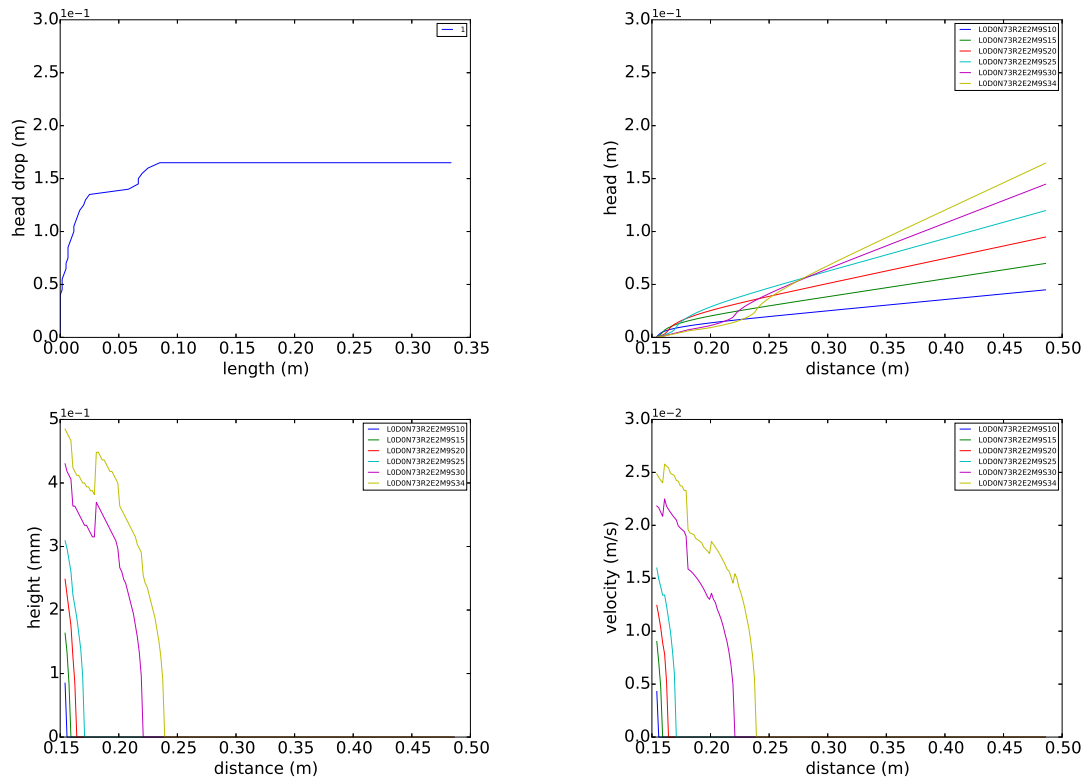 1e−1
3.0
2.5
2.0
1.5
1.0
0.5
0.0
head drop (m)
0.00 0.05 0.10 0.15 0.20 0.25 0.30 0.35
length (m)
1
1e−1
3.0
2.5
2.0
1.5
1.0
0.5
0.0
head (m)
0.15 0.20 0.25 0.30 0.35 0.40 0.45 0.50
distance (m)
L0D0N73R2E2M9S10
L0D0N73R2E2M9S15
L0D0N73R2E2M9S20
L0D0N73R2E2M9S25
L0D0N73R2E2M9S30
L0D0N73R2E2M9S34
1e−1
5
4
3
2
1
0
height (mm)
0.15 0.20 0.25 0.30 0.35 0.40 0.45 0.50
distance (m)
L0D0N73R2E2M9S10
L0D0N73R2E2M9S15
L0D0N73R2E2M9S20
L0D0N73R2E2M9S25
L0D0N73R2E2M9S30
L0D0N73R2E2M9S34
1e−2
3.0
2.5
2.0
1.5
1.0
0.5
0.0
velocity (m/s)
0.15 0.20 0.25 0.30 0.35 0.40 0.45 0.50
distance (m)
L0D0N73R2E2M9S10
L0D0N73R2E2M9S15
L0D0N73R2E2M9S20
L0D0N73R2E2M9S25
L0D0N73R2E2M9S30
L0D0N73R2E2M9S34